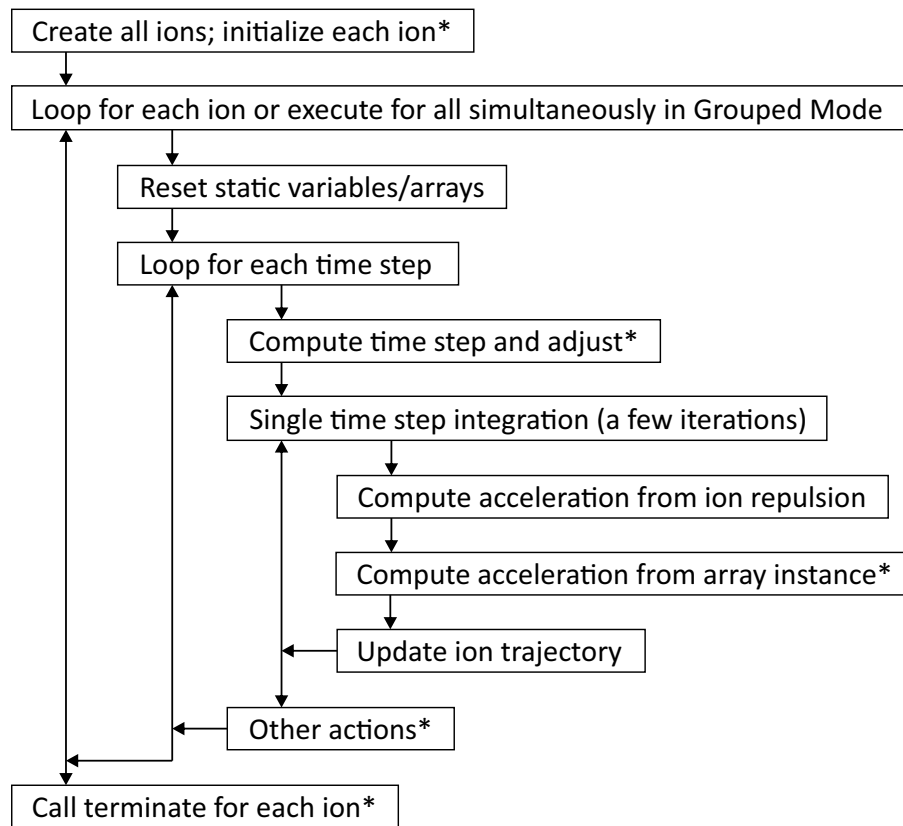 Create all ions; initialize each ion*
Loop for each ion or execute for all simultaneously in Grouped Mode
Reset static variables/arrays
Loop for each time step
Compute time step and adjust*
Single time step integration (a few iterations)
Compute acceleration from ion repulsion
Compute acceleration from array instance*
Update ion trajectory
Other actions*
Call terminate for each ion*